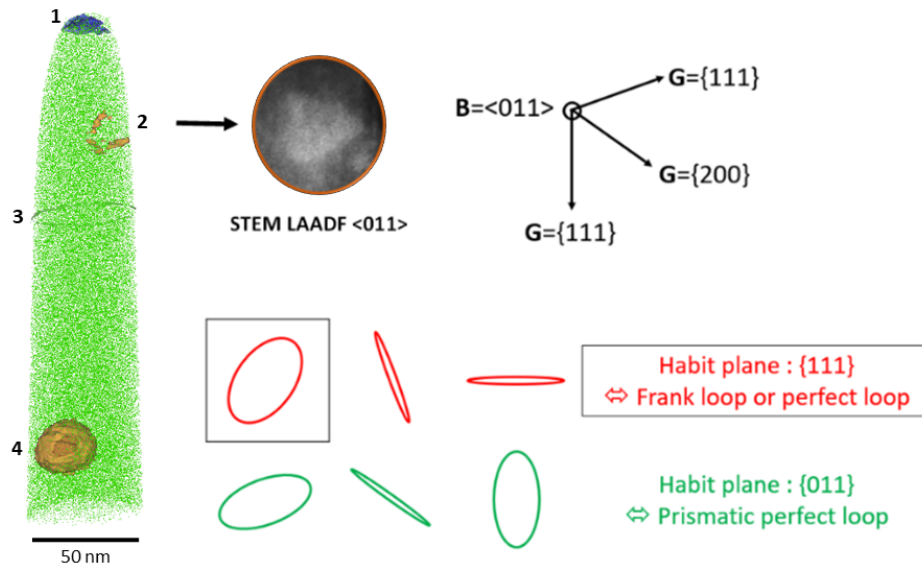 1
2
3
4
50 nm
STEM LAADF <011>
B=<011>
G={111}
G={200}
G={111}
Habit plane : {111}
⇔ Frank loop or perfect loop
Habit plane : {011}
⇔ Prismatic perfect loop